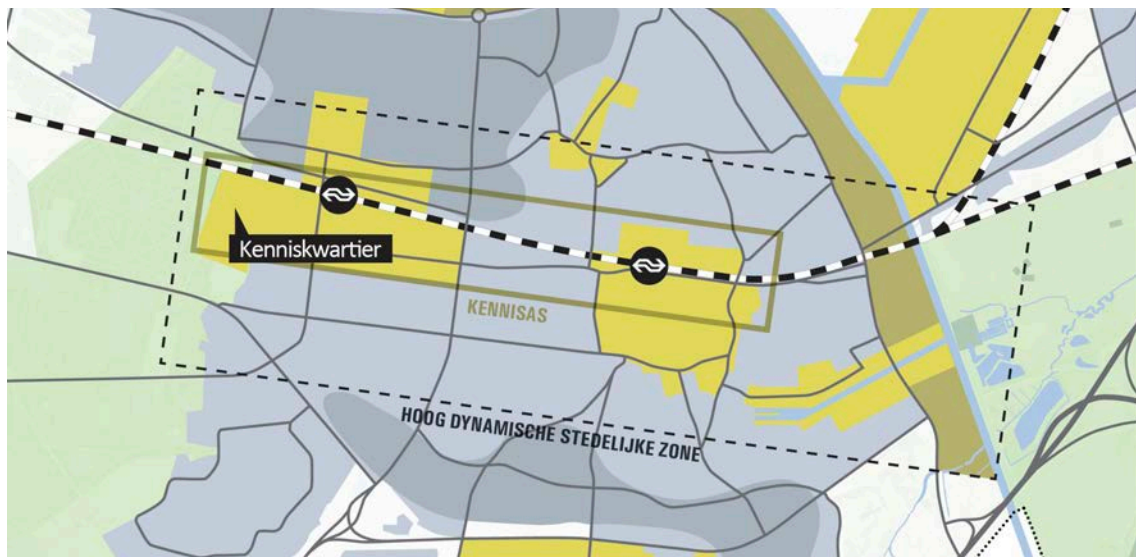 Kenniskwartier
KENNISAS
HOOG DYNAMISCHE STEDELIJKE ZONE